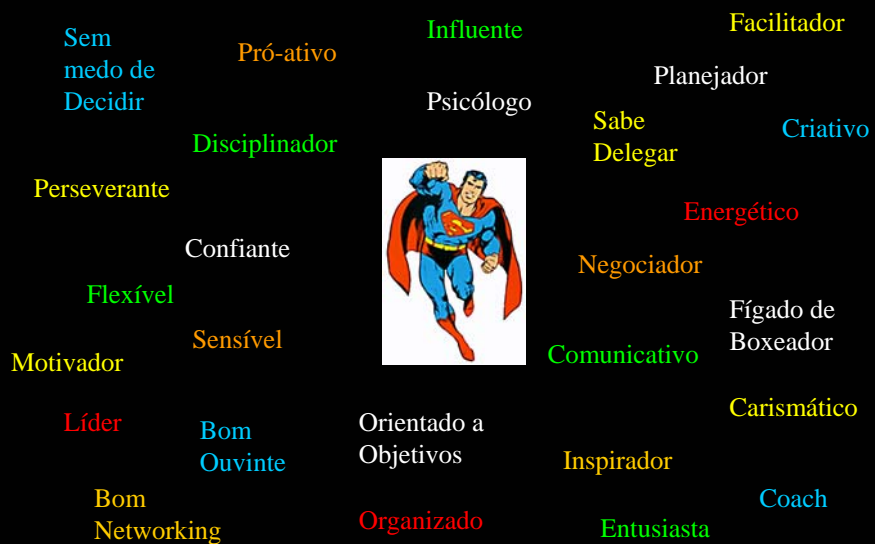 Sem
medo de
Decidir
Pró-ativo
Influente
Facilitador
Psicólogo
Planejador
Disciplinador
Sabe
Delegar
Criativo
Perseverante
Energético
Confiante
Negociador
Flexível
Sensível
Fígado de
Boxeador
Motivador
Comunicativo
Líder
Bom
Ouvinte
Orientado a
Objetivos
Carismático
Inspirador
Bom
Networking
Organizado
Entusiasta
Coach